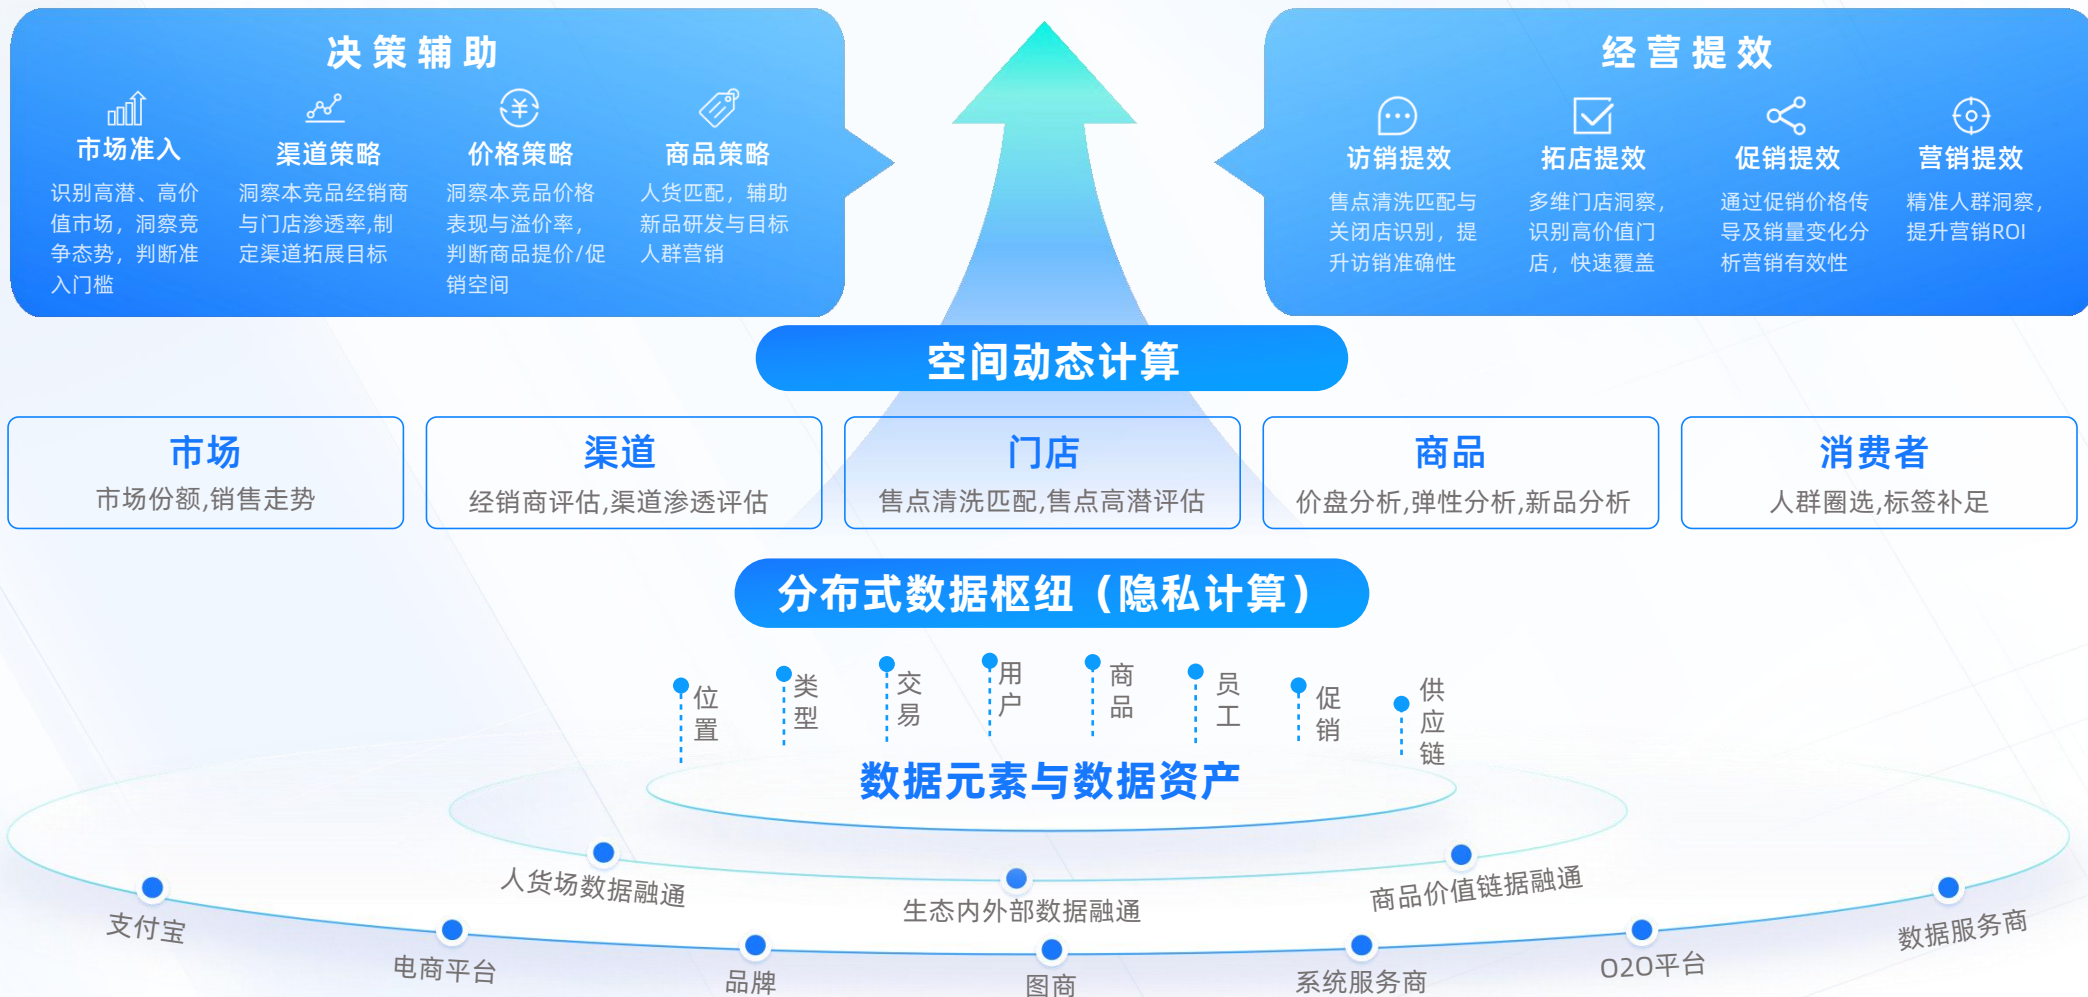 决策辅助
市场准入
识别高潜、高价
值市场，洞察竞
争态势，判断准
入门槛
渠道策略
洞察本竞品经销商
与门店渗透率,制
定渠道拓展目标
价格策略
洞察本竞品价格
表现与溢价率，
判断商品提价/促
销空间
商品策略
人货匹配，辅助
新品研发与目标
人群营销
经营提效
访销提效
售点清洗匹配与
关闭店识别，提
升访销准确性
拓店提效
多维门店洞察，
识别高价值门
店，快速覆盖
促销提效
通过促销价格传
导及销量变化分
析营销有效性
营销提效
精准人群洞察，
提升营销ROI
空间动态计算
市场
市场份额,销售走势
渠道
经销商评估,渠道渗透评估
门店
售点清洗匹配,售点高潜评估
商品
价盘分析,弹性分析,新品分析
消费者
人群圈选,标签补足
分布式数据枢纽（隐私计算）
位置
类型
交易
用户
商品
员工
促销
供应链
数据元素与数据资产
人货场数据融通
生态内外部数据融通
商品价值链据融通
支付宝
电商平台
品牌
图商
系统服务商
O2O平台
数据服务商